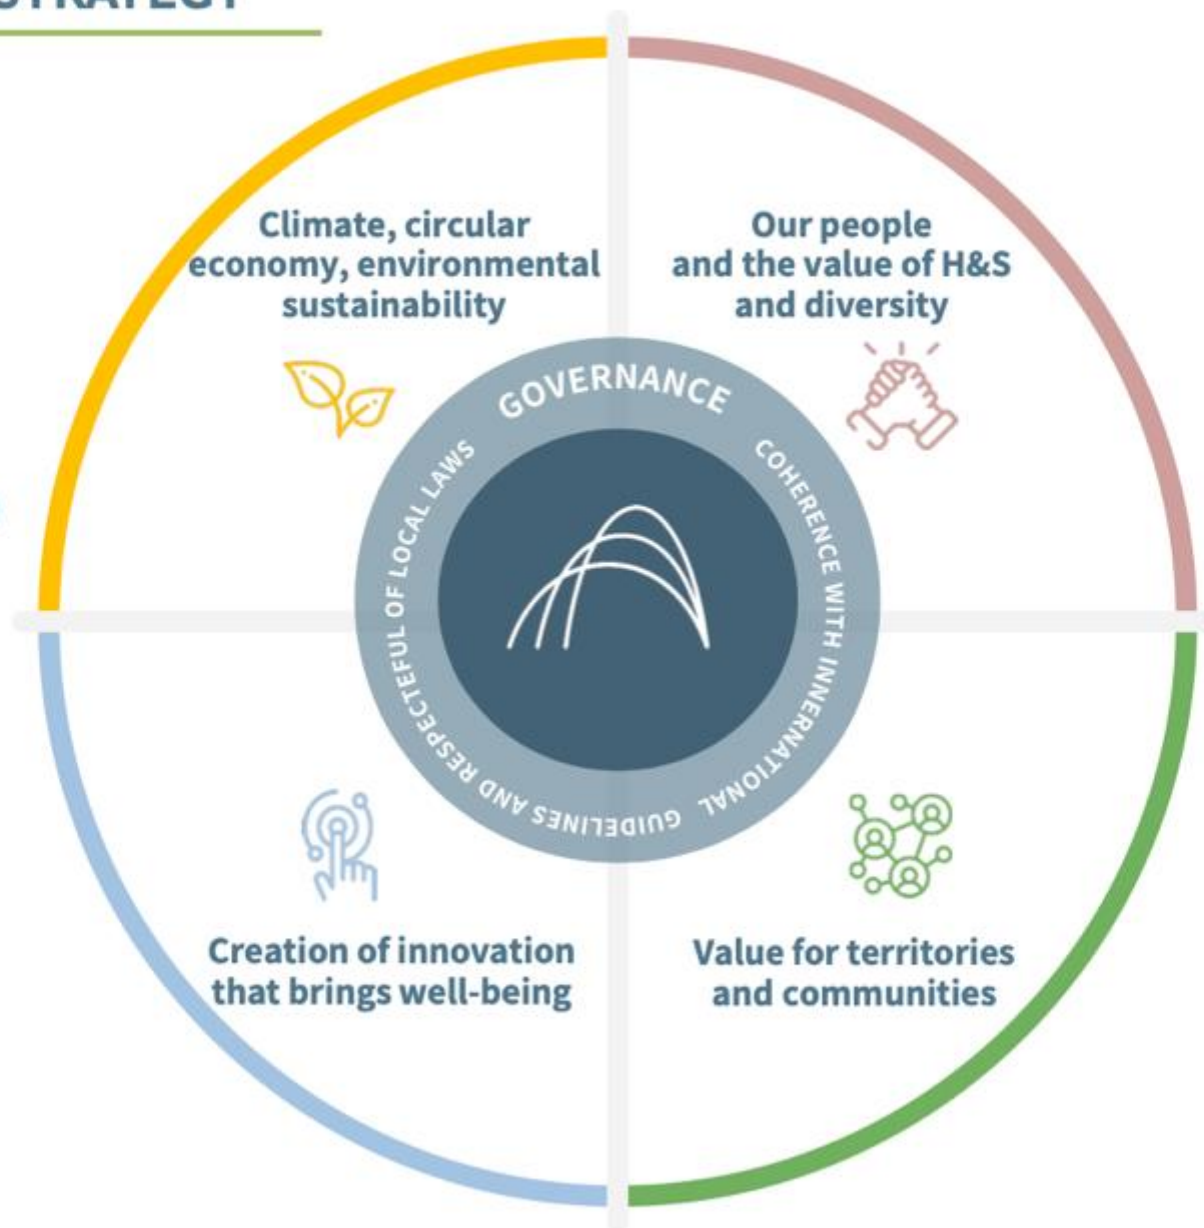 STRATEGY
Climate, circular
economy, environmental
sustainability
Our people
and the value of H&S
and diversity
GOVERNANCE
COHERENCE WITH INNERNATIONAL GUIDELINES AND RESPECTEFUL OF LOCAL LAWS
Creation of innovation
that brings well-being
Value for territories
and communities